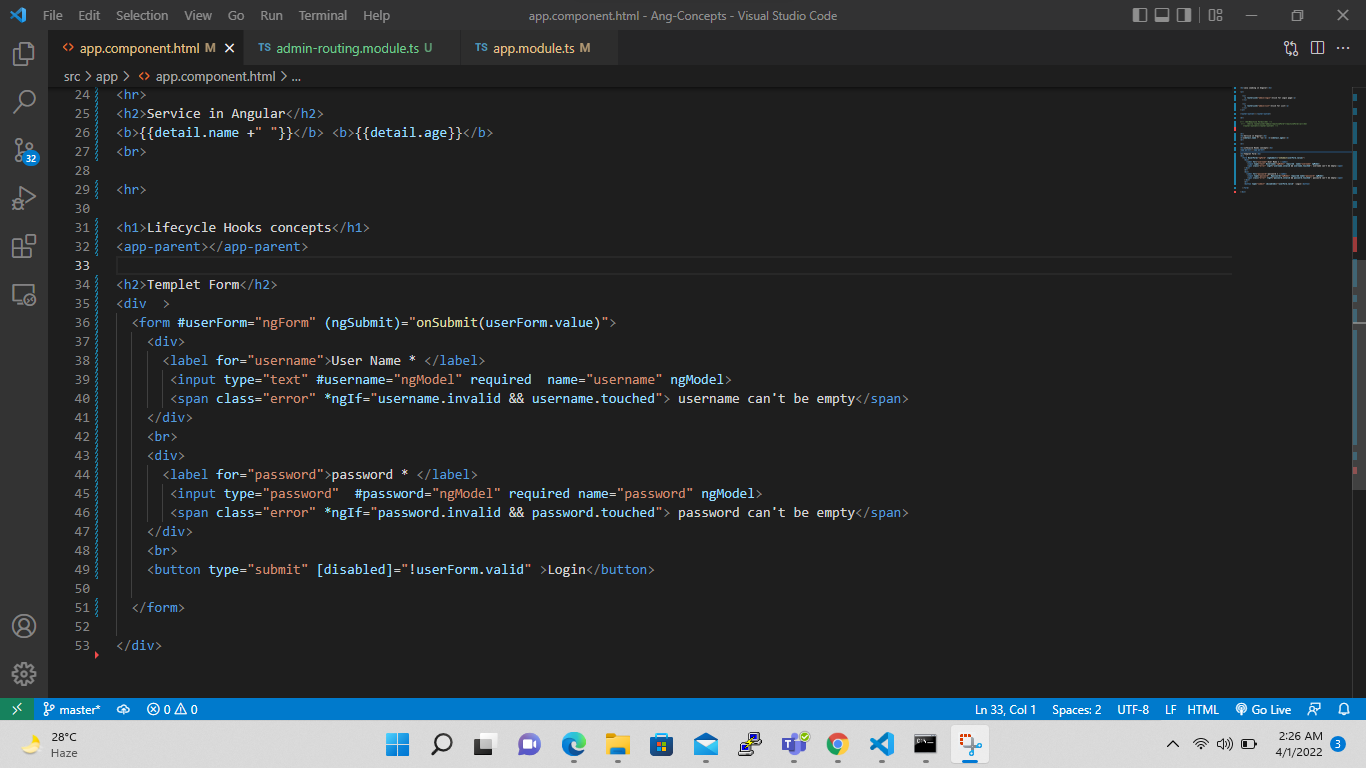 File Edit Selection View Go Run Terminal Help app.component.html - Ang-Concepts - Visual Studio Code
<> app.component.html M TS admin-routing.module.ts U TS app.module.ts M
src > app > <> app.component.html > ...
24 <hr>
25 <h2>Service in Angular</h2>
26 <b>{{detail.name +" "}}</b> <b>{{detail.age}}</b>
27 <br>
28
29 <hr>
30
31 <h1>Lifecycle Hooks concepts</h1>
32 <app-parent></app-parent>
33
34 <h2>Templet Form</h2>
35 <div  >
36 <form #userForm="ngForm" (ngSubmit)="onSubmit(userForm.value)">
37 <div>
38 <label for="username">User Name * </label>
39 <input type="text" #username="ngModel" required  name="username" ngModel>
40 <span class="error" *ngIf="username.invalid && username.touched"> username can't be empty</span>
41 </div>
42 <br>
43 <div>
44 <label for="password">password * </label>
45 <input type="password"  #password="ngModel" required name="password" ngModel>
46 <span class="error" *ngIf="password.invalid && password.touched"> password can't be empty</span>
47 </div>
48 <br>
49 <button type="submit" [disabled]="!userForm.valid" >Login</button>
50
51 </form>
52
53 </div>
32
master* 0 0 Ln 33, Col 1 Spaces: 2 UTF-8 LF HTML Go Live
28°C
Haze
2:26 AM
4/1/2022 3